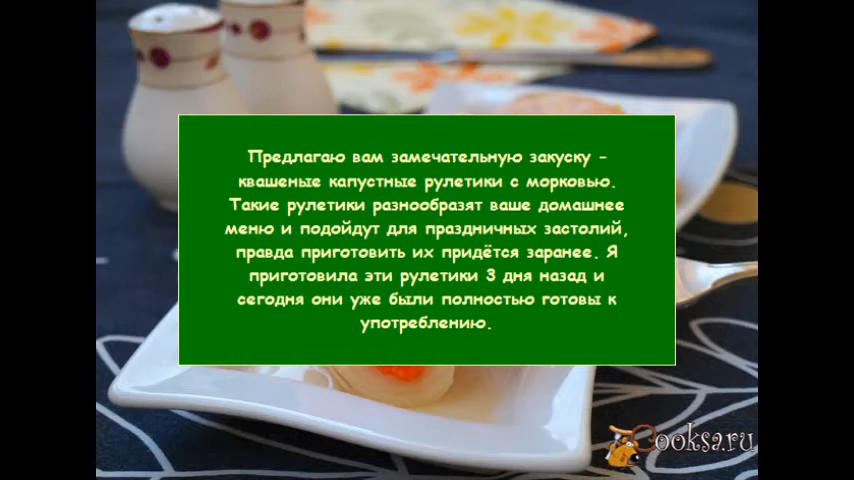 Предлагаю вам замечательную закуску -
квашеные капустные рулетики с морковью.
Такие рулетики разнообразят ваше домашнее
меню и подойдут для праздничных застолий,
правда приготовить их придётся заранее. Я
приготовила эти рулетики 3 дня назад и
сегодня они уже были полностью готовы к
употреблению.
Cooksa.ru